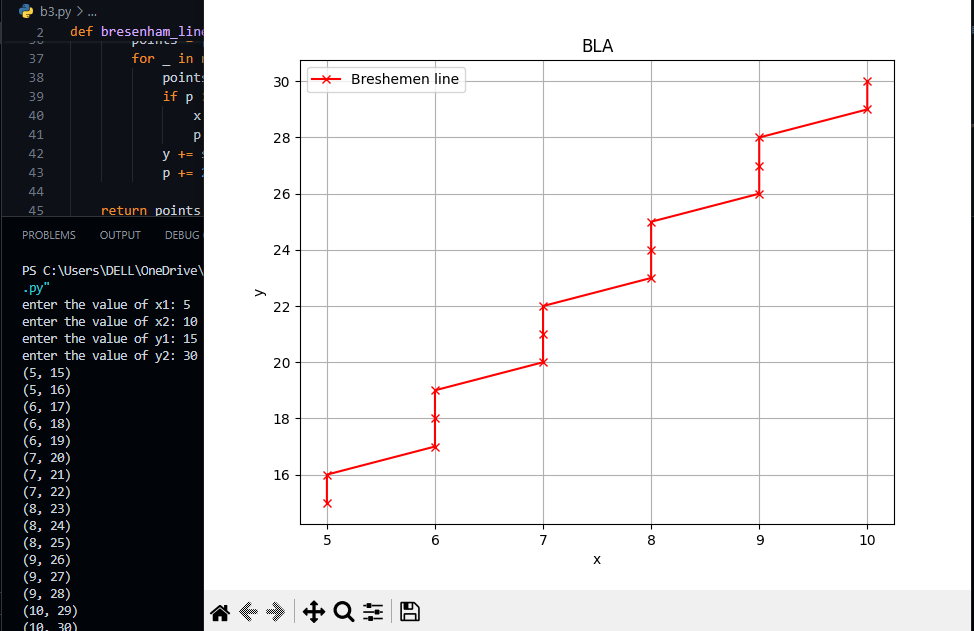 b3.py > ...
2 def bresenham_line
36 points =
37 for _ in
38 points
39 if p
40 x
41 p
42 y +=
43 p += 2
44
45 return points
PROBLEMS OUTPUT DEBUG
PS C:\Users\DELL\OneDrive\
.py"
enter the value of x1: 5
enter the value of x2: 10
enter the value of y1: 15
enter the value of y2: 30
(5, 15)
(5, 16)
(6, 17)
(6, 18)
(6, 19)
(7, 20)
(7, 21)
(7, 22)
(8, 23)
(8, 24)
(8, 25)
(9, 26)
(9, 27)
(9, 28)
(10, 29)
(10, 30)
BLA
Breshemen line
30
28
26
24
22
20
18
16
y
5 6 7 8 9 10
x